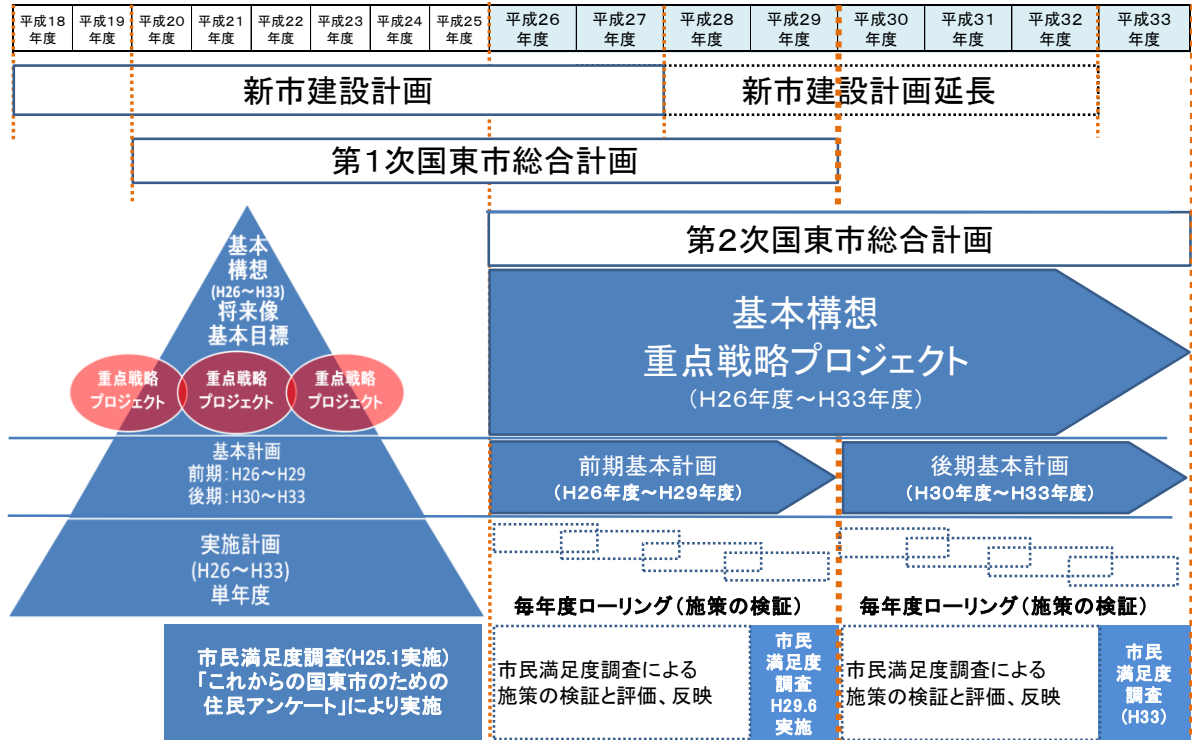 平成18 平成19 平成20 平成21 平成22 平成23 平成24 平成25 平成26 平成27 平成28 平成29 平成30 平成31 平成32 平成33
年度 年度 年度 年度 年度 年度 年度 年度 年度 年度 年度 年度 年度 年度 年度 年度
新市建設計画 新市建設計画延長
第1次国東市総合計画
第2次国東市総合計画
基本
構想
(H26～H33)
将来像
基本目標
重点戦略
プロジェクト
重点戦略
プロジェクト
重点戦略
プロジェクト
基本計画
前期:H26～H29
後期:H30～H33
実施計画
(H26～H33)
単年度
基本構想
重点戦略プロジェクト
(H26年度～H33年度)
前期基本計画
(H26年度～H29年度)
後期基本計画
(H30年度～H33年度)
毎年度ローリング(施策の検証)
毎年度ローリング(施策の検証)
市民満足度調査(H25.1実施)
「これからの国東市のための
住民アンケート」により実施
市民満足度調査による
施策の検証と評価、反映
市民
満足度
調査
H29.6
実施
市民満足度調査による
施策の検証と評価、反映
市民
満足度
調査
(H33)